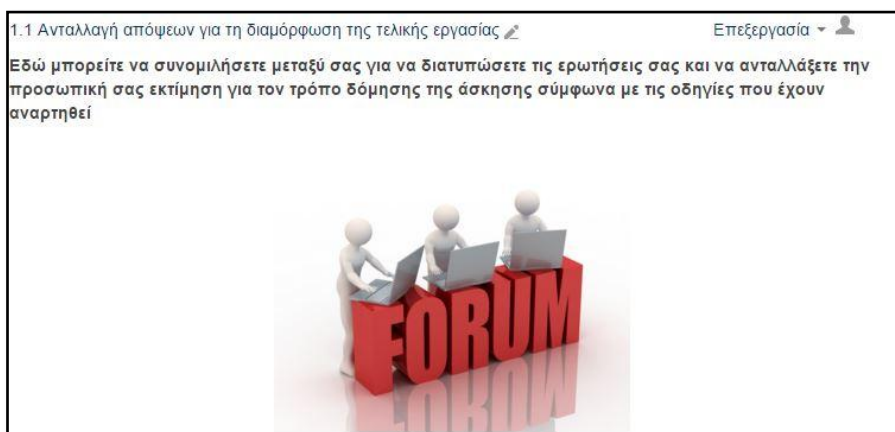 1.1 Ανταλλαγή απόψεων για τη διαμόρφωση της τελικής εργασίας Επεξεργασία
Εδώ μπορείτε να συνομιλήσετε μεταξύ σας για να διατυπώσετε τις ερωτήσεις σας και να ανταλλάξετε την
προσωπική σας εκτίμηση για τον τρόπο δόμησης της άσκησης σύμφωνα με τις οδηγίες που έχουν
αναρτηθεί
FORUM